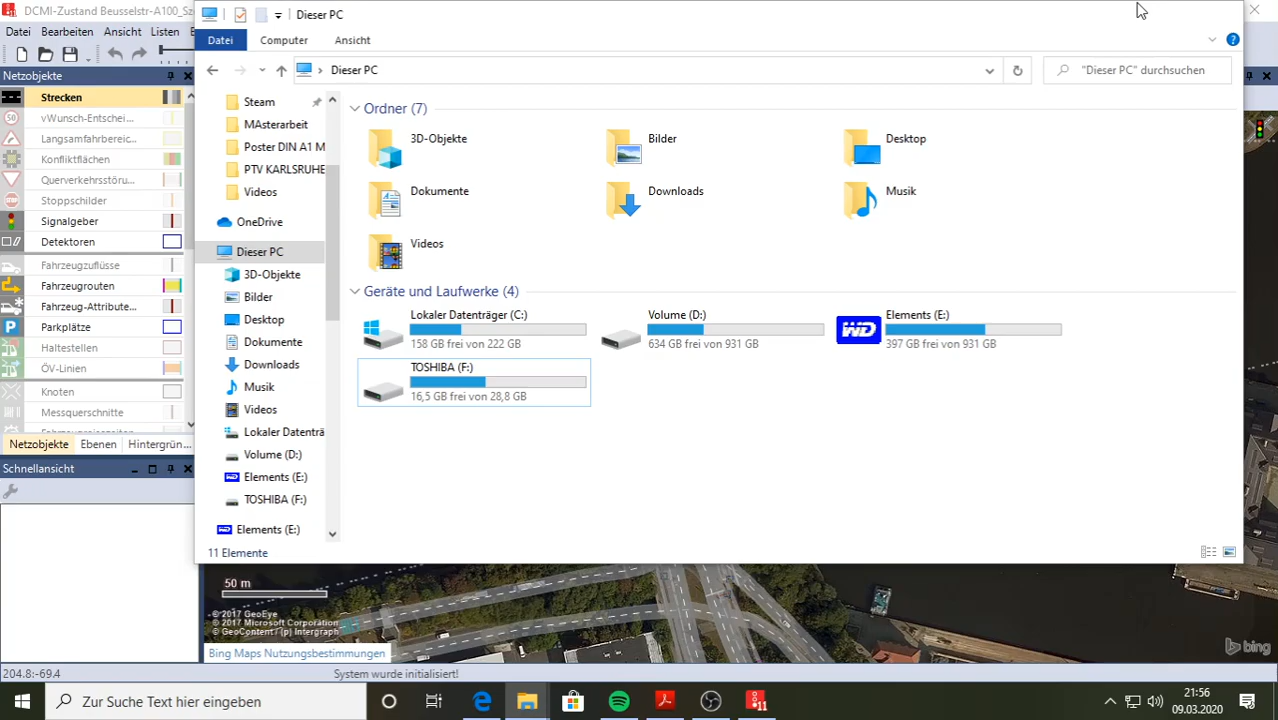 DCMI-Zustand Beusselstr-A100_Sz
Dieser PC
Datei Bearbeiten Ansicht Listen
Datei Computer Ansicht
Netzobjekte
Dieser PC
"Dieser PC" durchsuchen
Strecken
vWunsch-Entschei...
Langsamfahrbereic...
Konfliktflächen
Querverkehrsstöru...
Stoppschilder
Signalgeber
Detektoren
Fahrzeugzuflüsse
Fahrzeugrouten
Fahrzeug-Attribute...
Parkplätze
Haltestellen
ÖV-Linien
Knoten
Messquerschnitte
Netzobjekte Ebenen Hintergrün...
Schnellansicht
Steam
MAsterarbeit
Poster DIN A1 M
PTV KARLSRUHE
Videos
OneDrive
Dieser PC
3D-Objekte
Bilder
Desktop
Dokumente
Downloads
Musik
Videos
Lokaler Datenträ
Volume (D:)
Elements (E:)
TOSHIBA (F:)
Elements (E:)
11 Elemente
Ordner (7)
3D-Objekte Bilder Desktop
Dokumente Downloads Musik
Videos
Geräte und Laufwerke (4)
Lokaler Datenträger (C:) Volume (D:) Elements (E:)
WD
158 GB frei von 222 GB 634 GB frei von 931 GB 397 GB frei von 931 GB
TOSHIBA (F:)
16,5 GB frei von 28,8 GB
50 m
© 2017 GeoEye
© 2017 Microsoft Corporation
© GeoContent / (p) Intergraph
Bing Maps Nutzungsbestimmungen
bing
204.8:-69.4 System wurde initialisiert!
Zur Suche Text hier eingeben
21:56
09.03.2020